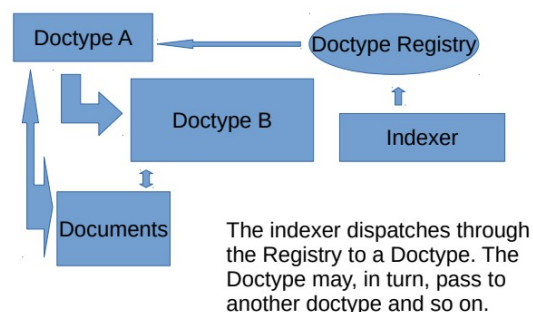 Doctype A
Doctype Registry
Doctype B
Indexer
Documents
The indexer dispatches through
the Registry to a Doctype. The
Doctype may, in turn, pass to
another doctype and so on.